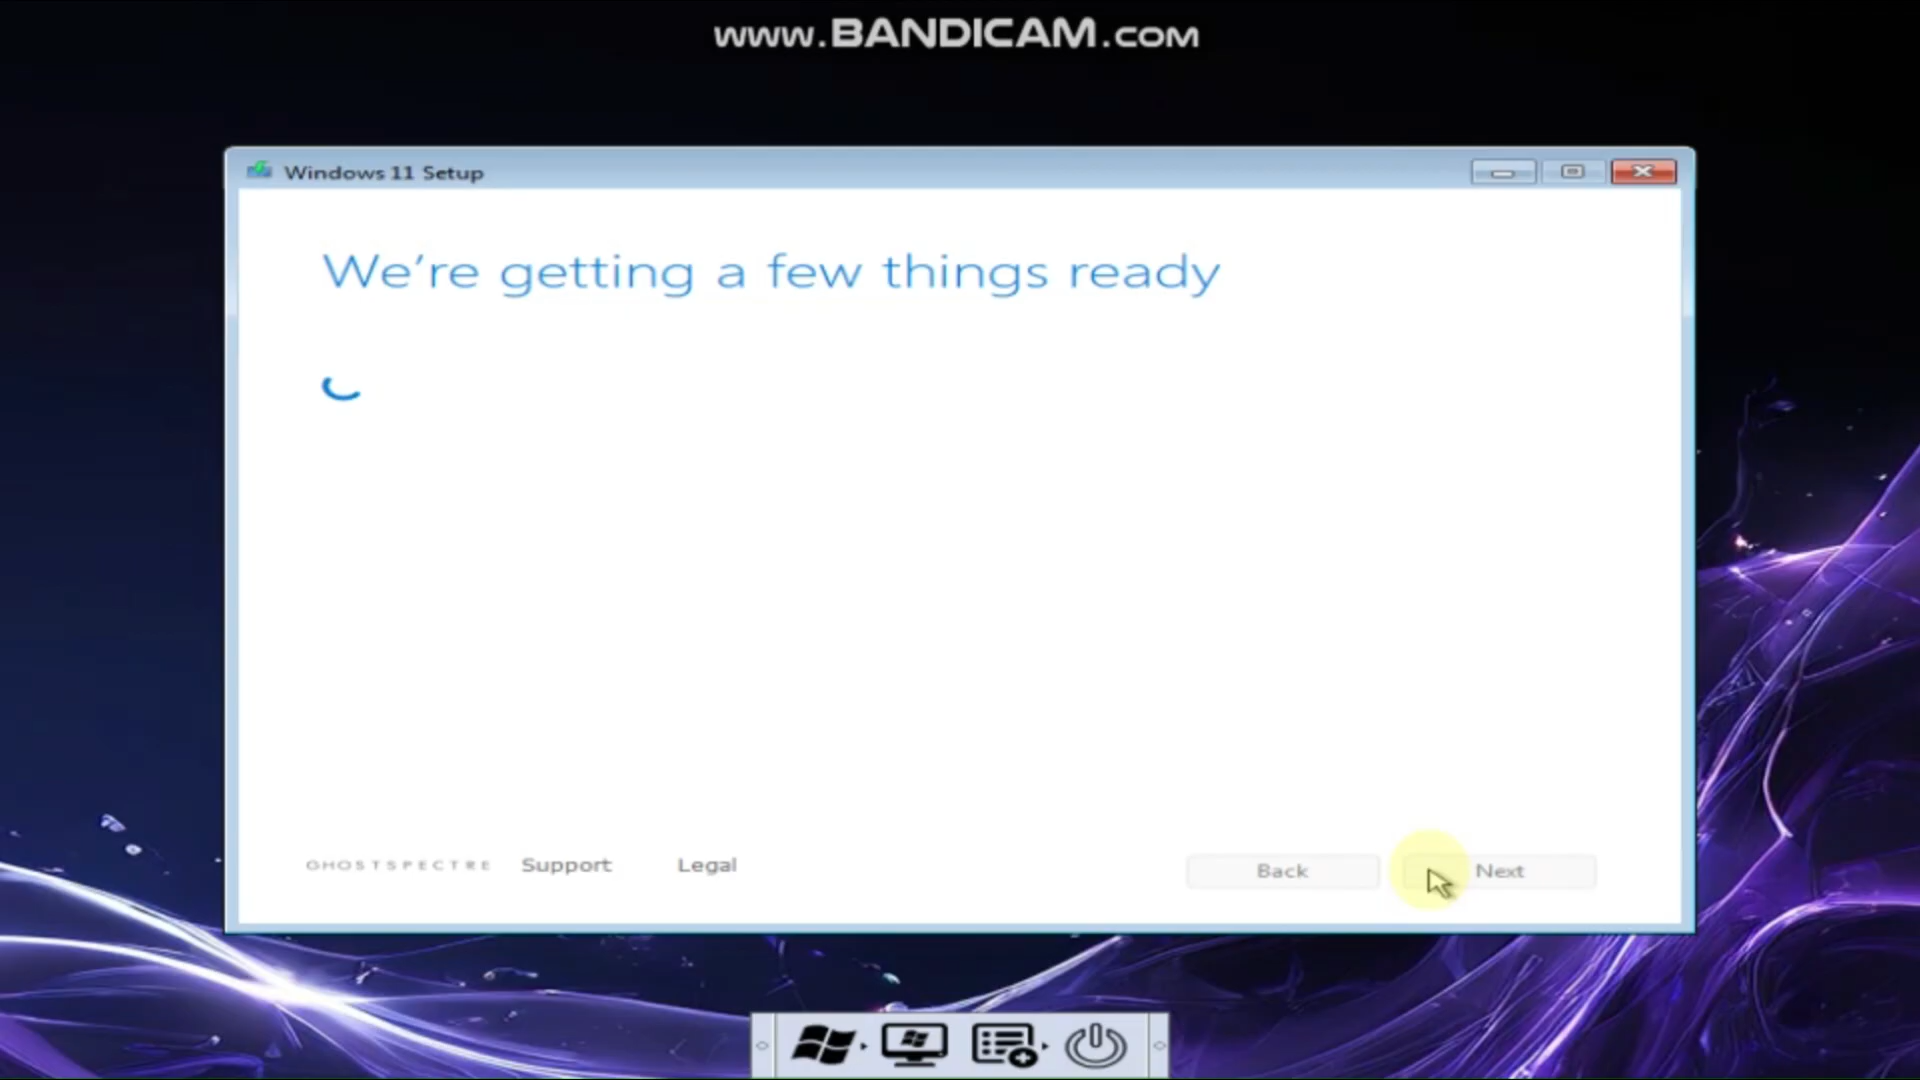 www.BANDICAM.com
Windows 11 Setup
We're getting a few things ready
GHOSTSPECTRE Support Legal
Back Next